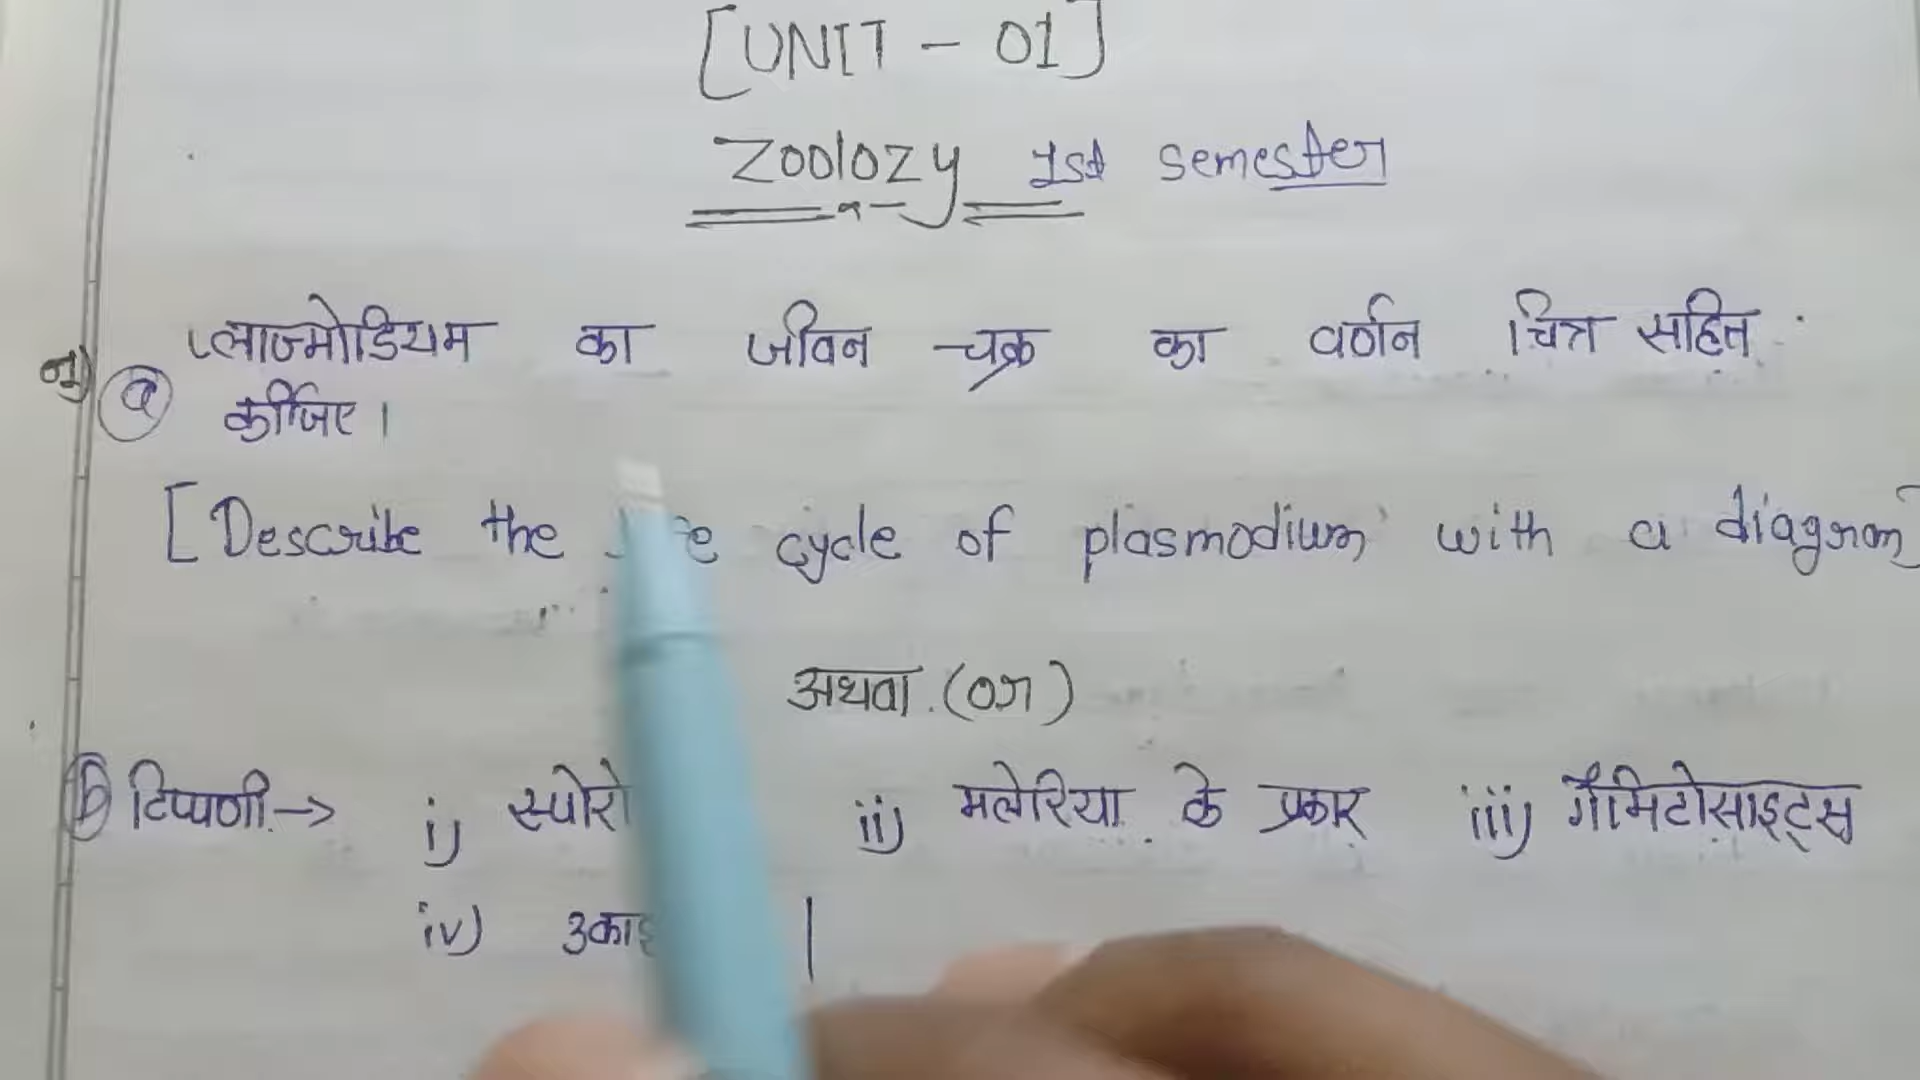 [UNIT - 01]
Zoolozy 1st semester
प्लाज्मोडियम का जीवन चक्र का वर्णन चित्र सहित
(a) कीजिए।
[Describe the cycle of plasmodium with a diagram]
अथवा (or)
(b) टिप्पणी → i) ii) मलेरिया के प्रकार iii) गैमिटोसाइट्स
iv) |